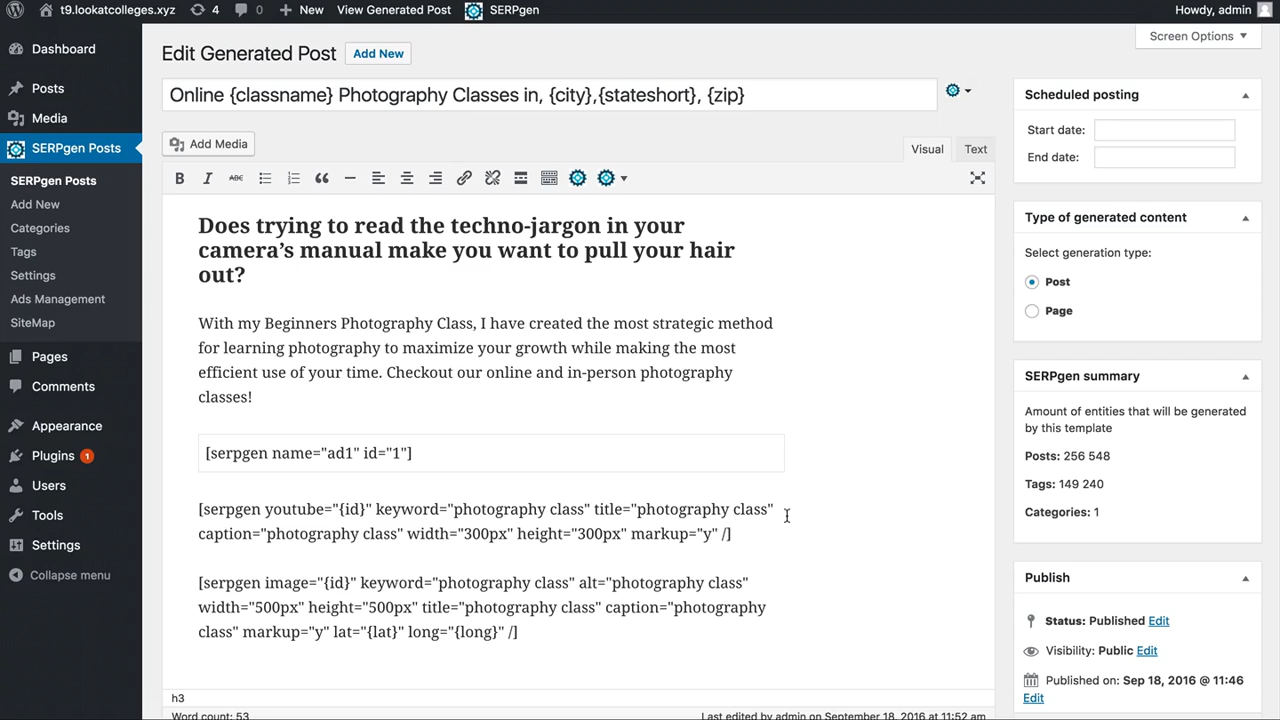 t9.lookatcolleges.xyz 4 0 New View Generated Post SERPgen Howdy, admin
Dashboard
Posts
Media
SERPgen Posts
SERPgen Posts
Add New
Categories
Tags
Settings
Ads Management
SiteMap
Pages
Comments
Appearance
Plugins 1
Users
Tools
Settings
Collapse menu
Screen Options
Edit Generated Post Add New
Online {classname} Photography Classes in, {city},{stateshort}, {zip}
Add Media
Visual Text
B I ABC
Does trying to read the techno-jargon in your
camera’s manual make you want to pull your hair
out?
With my Beginners Photography Class, I have created the most strategic method
for learning photography to maximize your growth while making the most
efficient use of your time. Checkout our online and in-person photography
classes!
[serpgen name="ad1" id="1"]
[serpgen youtube="{id}" keyword="photography class" title="photography class"
caption="photography class" width="300px" height="300px" markup="y" /]
[serpgen image="{id}" keyword="photography class" alt="photography class"
width="500px" height="500px" title="photography class" caption="photography
class" markup="y" lat="{lat}" long="{long}" /]
h3
Word count: 53 Last edited by admin on September 18, 2016 at 11:52 am
Scheduled posting
Start date:
End date:
Type of generated content
Select generation type:
Post
Page
SERPgen summary
Amount of entities that will be generated
by this template
Posts: 256 548
Tags: 149 240
Categories: 1
Publish
Status: Published Edit
Visibility: Public Edit
Published on: Sep 18, 2016 @ 11:46
Edit